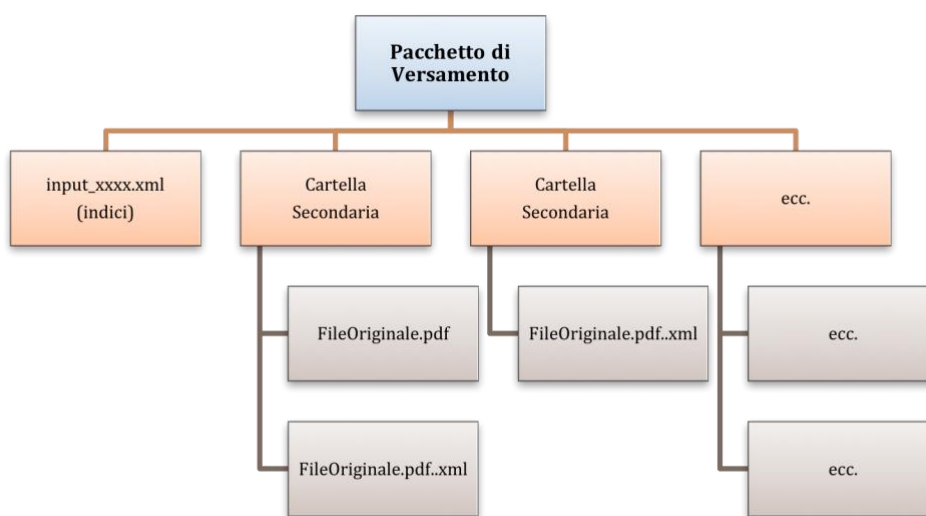 Pacchetto di
Versamento
input_xxxx.xml
(indici)
Cartella
Secondaria
Cartella
Secondaria
ecc.
FileOriginale.pdf
FileOriginale.pdf..xml
ecc.
FileOriginale.pdf..xml
ecc.